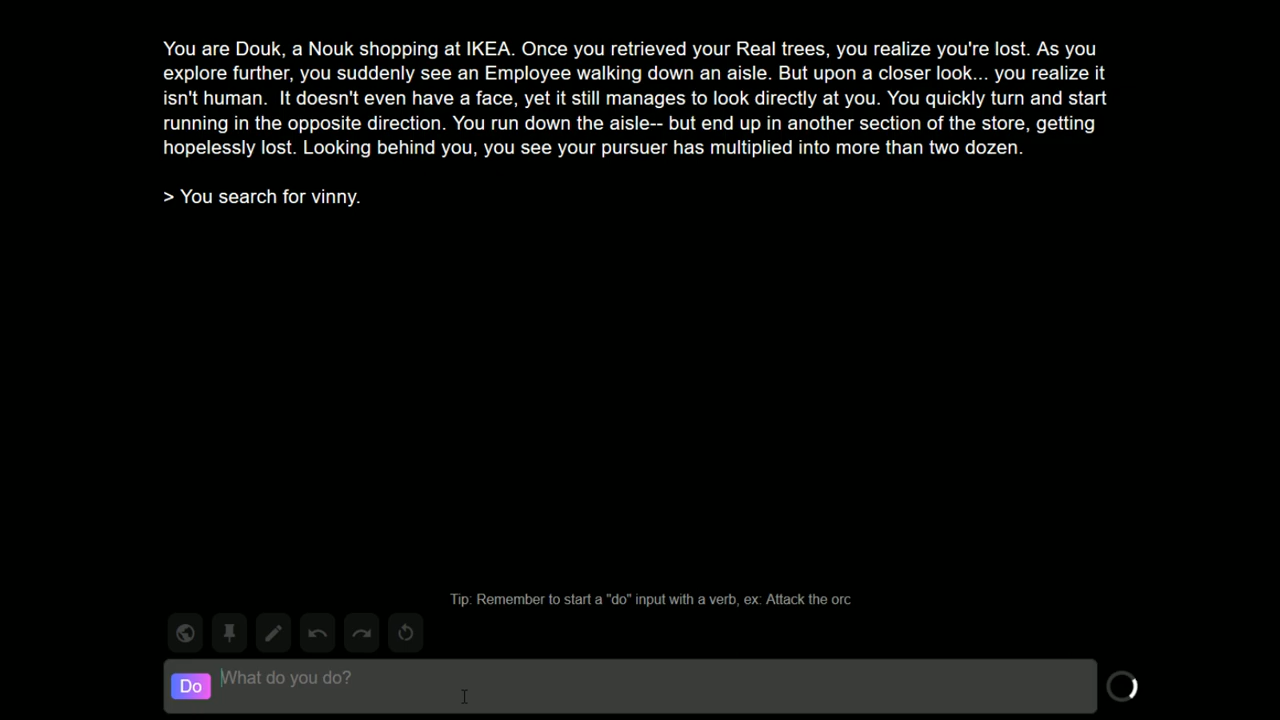 You are Douk, a Nouk shopping at IKEA. Once you retrieved your Real trees, you realize you're lost. As you
explore further, you suddenly see an Employee walking down an aisle. But upon a closer look... you realize it
isn't human.  It doesn't even have a face, yet it still manages to look directly at you. You quickly turn and start
running in the opposite direction. You run down the aisle-- but end up in another section of the store, getting
hopelessly lost. Looking behind you, you see your pursuer has multiplied into more than two dozen.
> You search for vinny.
Tip: Remember to start a "do" input with a verb, ex: Attack the orc
Do What do you do?